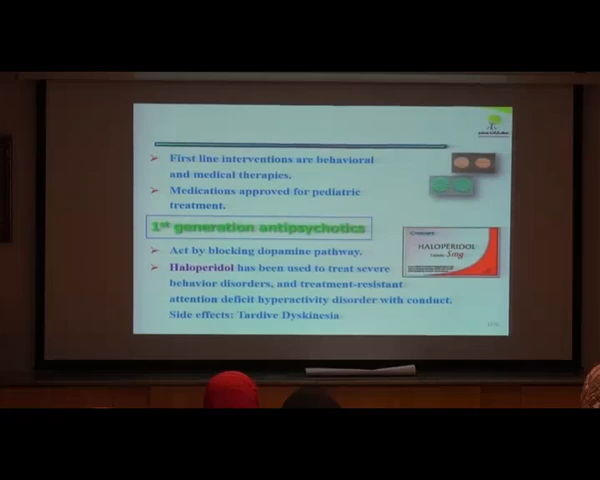 First line interventions are behavioral
and medical therapies.
Medications approved for pediatric
treatment.
1st generation antipsychotics
Act by blocking dopamine pathway.
Haloperidol has been used to treat severe
behavior disorders, and treatment-resistant
attention deficit hyperactivity disorder with conduct.
Side effects: Tardive Dyskinesia
HALOPERIDOL
5mg